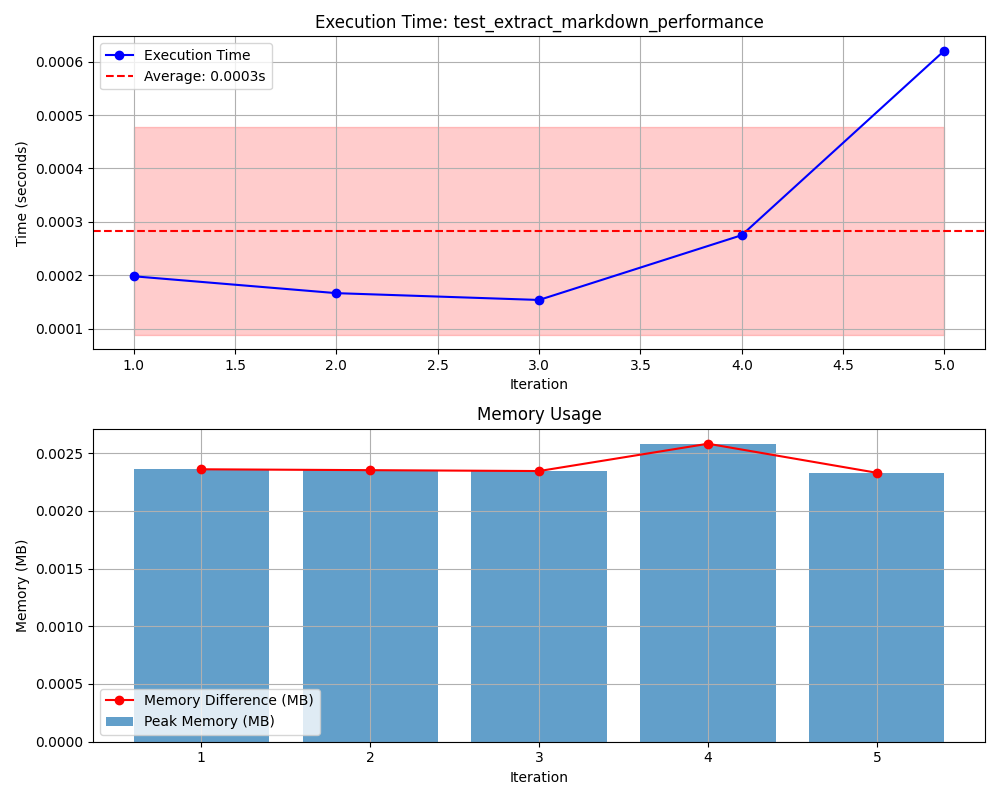 Execution Time: test_extract_markdown_performance
Execution Time
Average: 0.0003s
Time (seconds)
0.0006
0.0005
0.0004
0.0003
0.0002
0.0001
1.0 1.5 2.0 2.5 3.0 3.5 4.0 4.5 5.0
Iteration
Memory Usage
Memory (MB)
0.0025
0.0020
0.0015
0.0010
0.0005
0.0000
Memory Difference (MB)
Peak Memory (MB)
1 2 3 4 5
Iteration